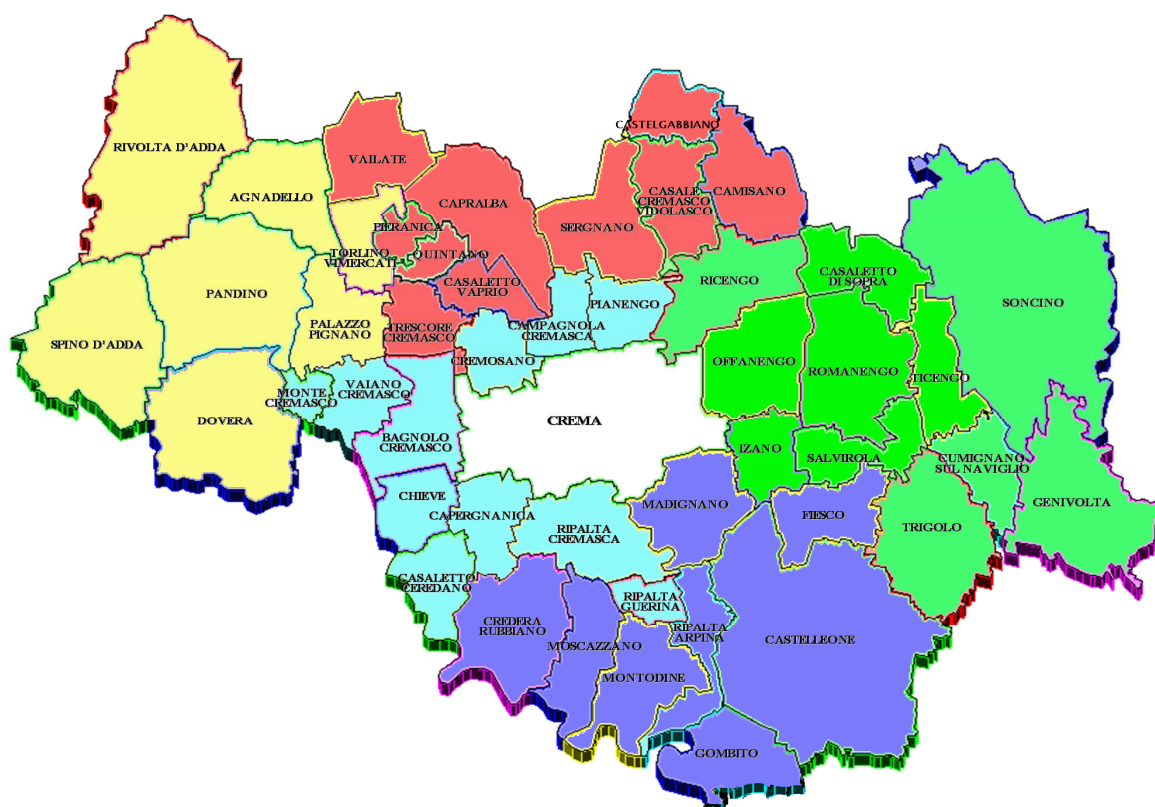 CASTELGABBIANO
RIVOLTA D'ADDA
VAILATE
AGNADELLO
CAPRALBA
CASALE
CREMASCO
VIDOLASCO
CAMISANO
PIERANICA
SERGNANO
TORLINO
VIMERCATI
QUINTANO
CASALETTO
VAPRIO
RICENGO
CASALETTO
DI SOPRA
PANDINO
PIANENGO
SONCINO
PALAZZO
PIGNANO
TRESCORE
CREMASCO
CAMPAGNOLA
CREMASCA
SPINO D'ADDA
CREMOSANO
OFFANENGO
ROMANENGO
TICENGO
MONTE
CREMASCO
VAIANO
CREMASCO
DOVERA
CREMA
BAGNOLO
CREMASCO
IZANO
SALVIROLA
CUMIGNANO
SUL NAVIGLIO
CHIEVE
CAPERGNANICA
MADIGNANO
FIESCO
GENIVOLTA
RIPALTA
CREMASCA
TRIGOLO
CASALETTO
CEREDANO
RIPALTA
GUERINA
CREDERA
RUBBIANO
MOSCAZZANO
RIPALTA
ARPINA
CASTELLEONE
MONTODINE
GOMBITO